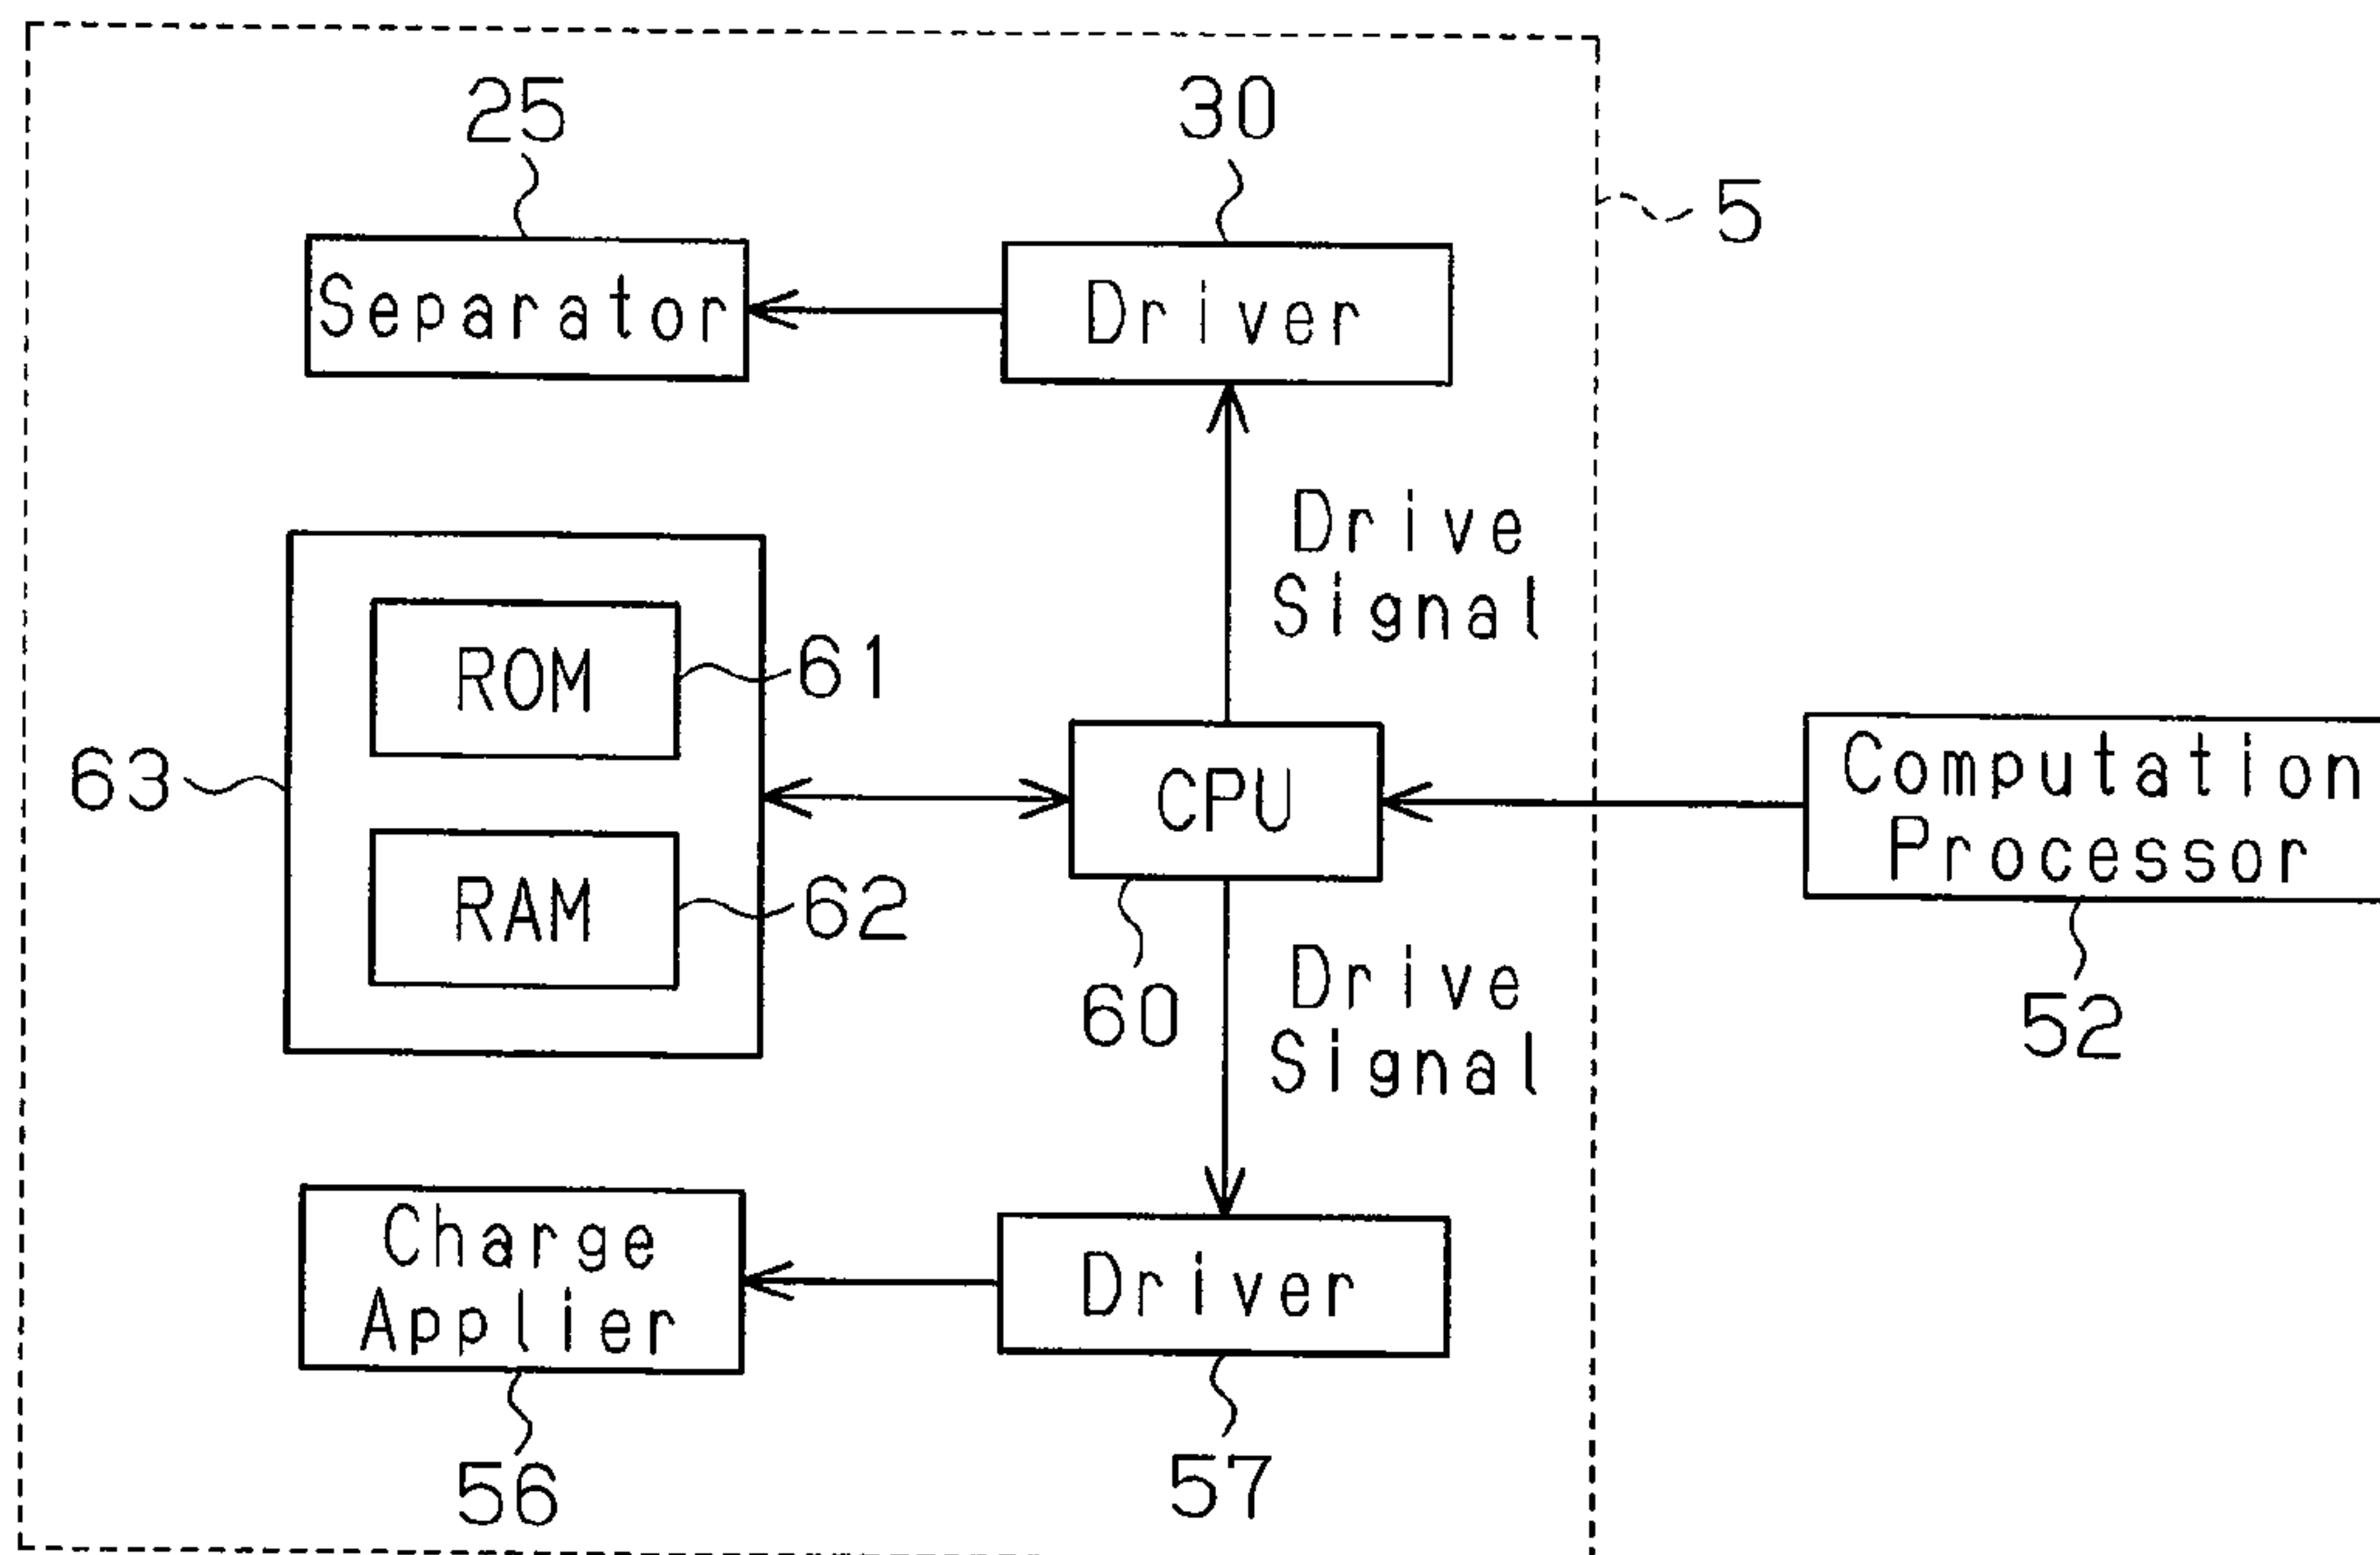 25
30
5
Separator
Driver
Drive
Signal
ROM
61
63
CPU
Computation
Processor
RAM
62
60
52
Drive
Signal
Charge
Applier
Driver
56
57